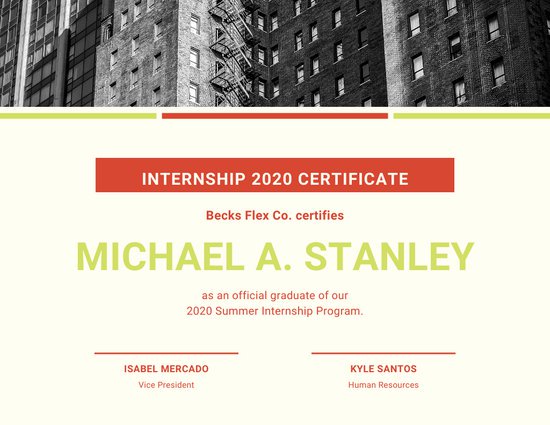 INTERNSHIP 2020 CERTIFICATE
Becks Flex Co. certifies
MICHAEL A. STANLEY
as an official graduate of our
2020 Summer Internship Program.
ISABEL MERCADO
Vice President
KYLE SANTOS
Human Resources